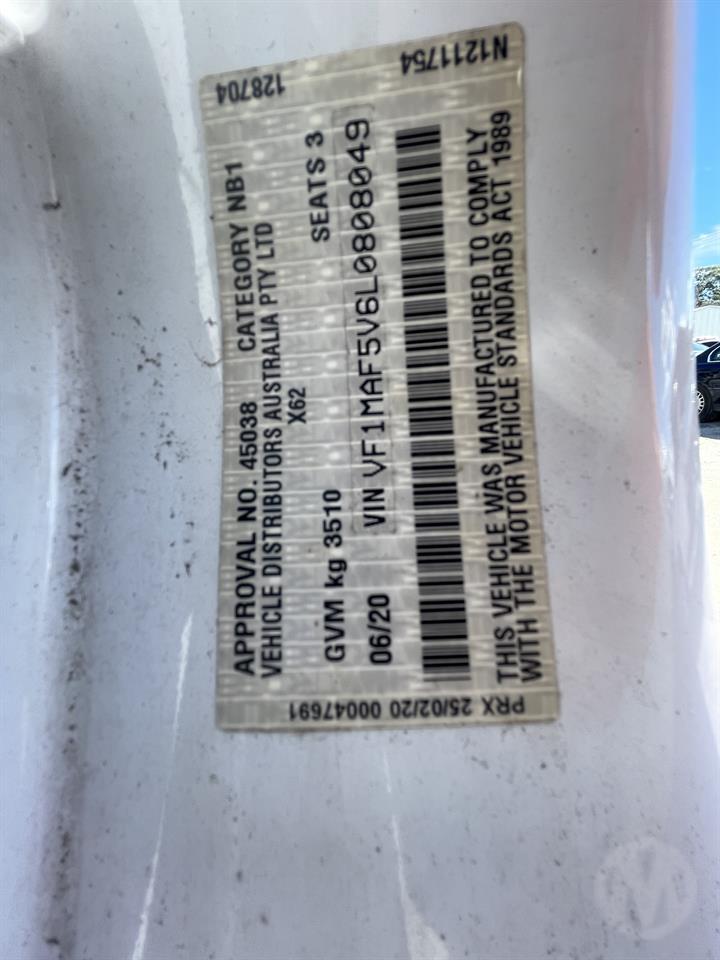 128704
N1211754
APPROVAL NO. 45038 CATEGORY NB1
VEHICLE DISTRIBUTORS AUSTRALIA PTY LTD
X62
GVM kg 3510 SEATS 3
06/20 VIN VF1MAF5V6L0808049
THIS VEHICLE WAS MANUFACTURED TO COMPLY
WITH THE MOTOR VEHICLE STANDARDS ACT 1989
PRX 25/02/20 00047691
M